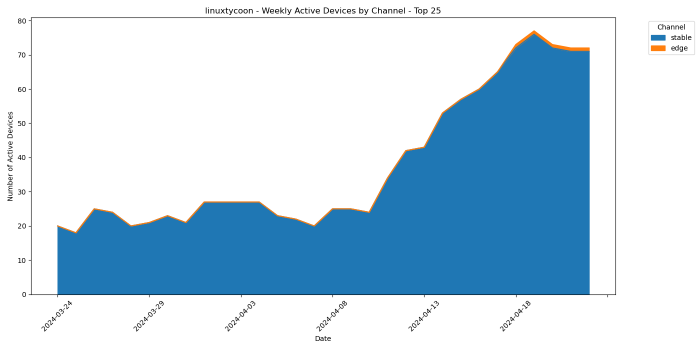 linuxtycoon - Weekly Active Devices by Channel - Top 25
Channel
stable
edge
Number of Active Devices
80
70
60
50
40
30
20
10
0
2024-03-24
2024-03-29
2024-04-03
2024-04-08
2024-04-13
2024-04-18
Date